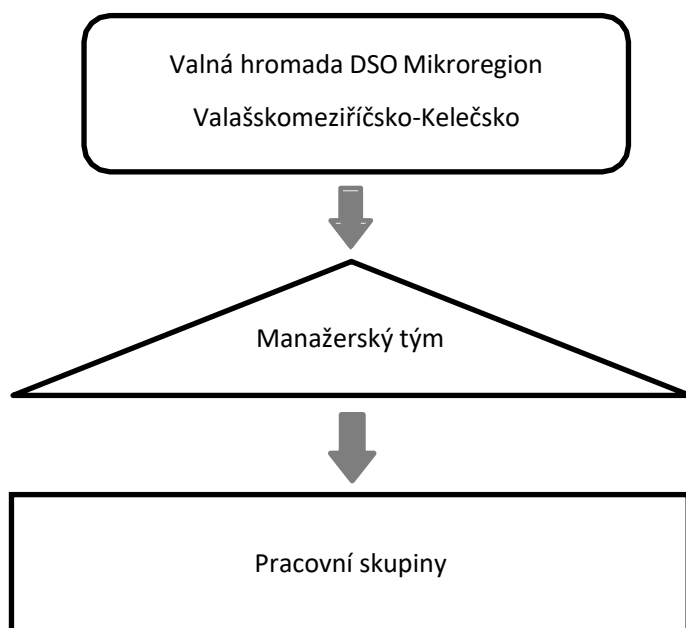 Valná hromada DSO Mikroregion
Valašskomeziříčsko-Kelečsko
Manažerský tým
Pracovní skupiny